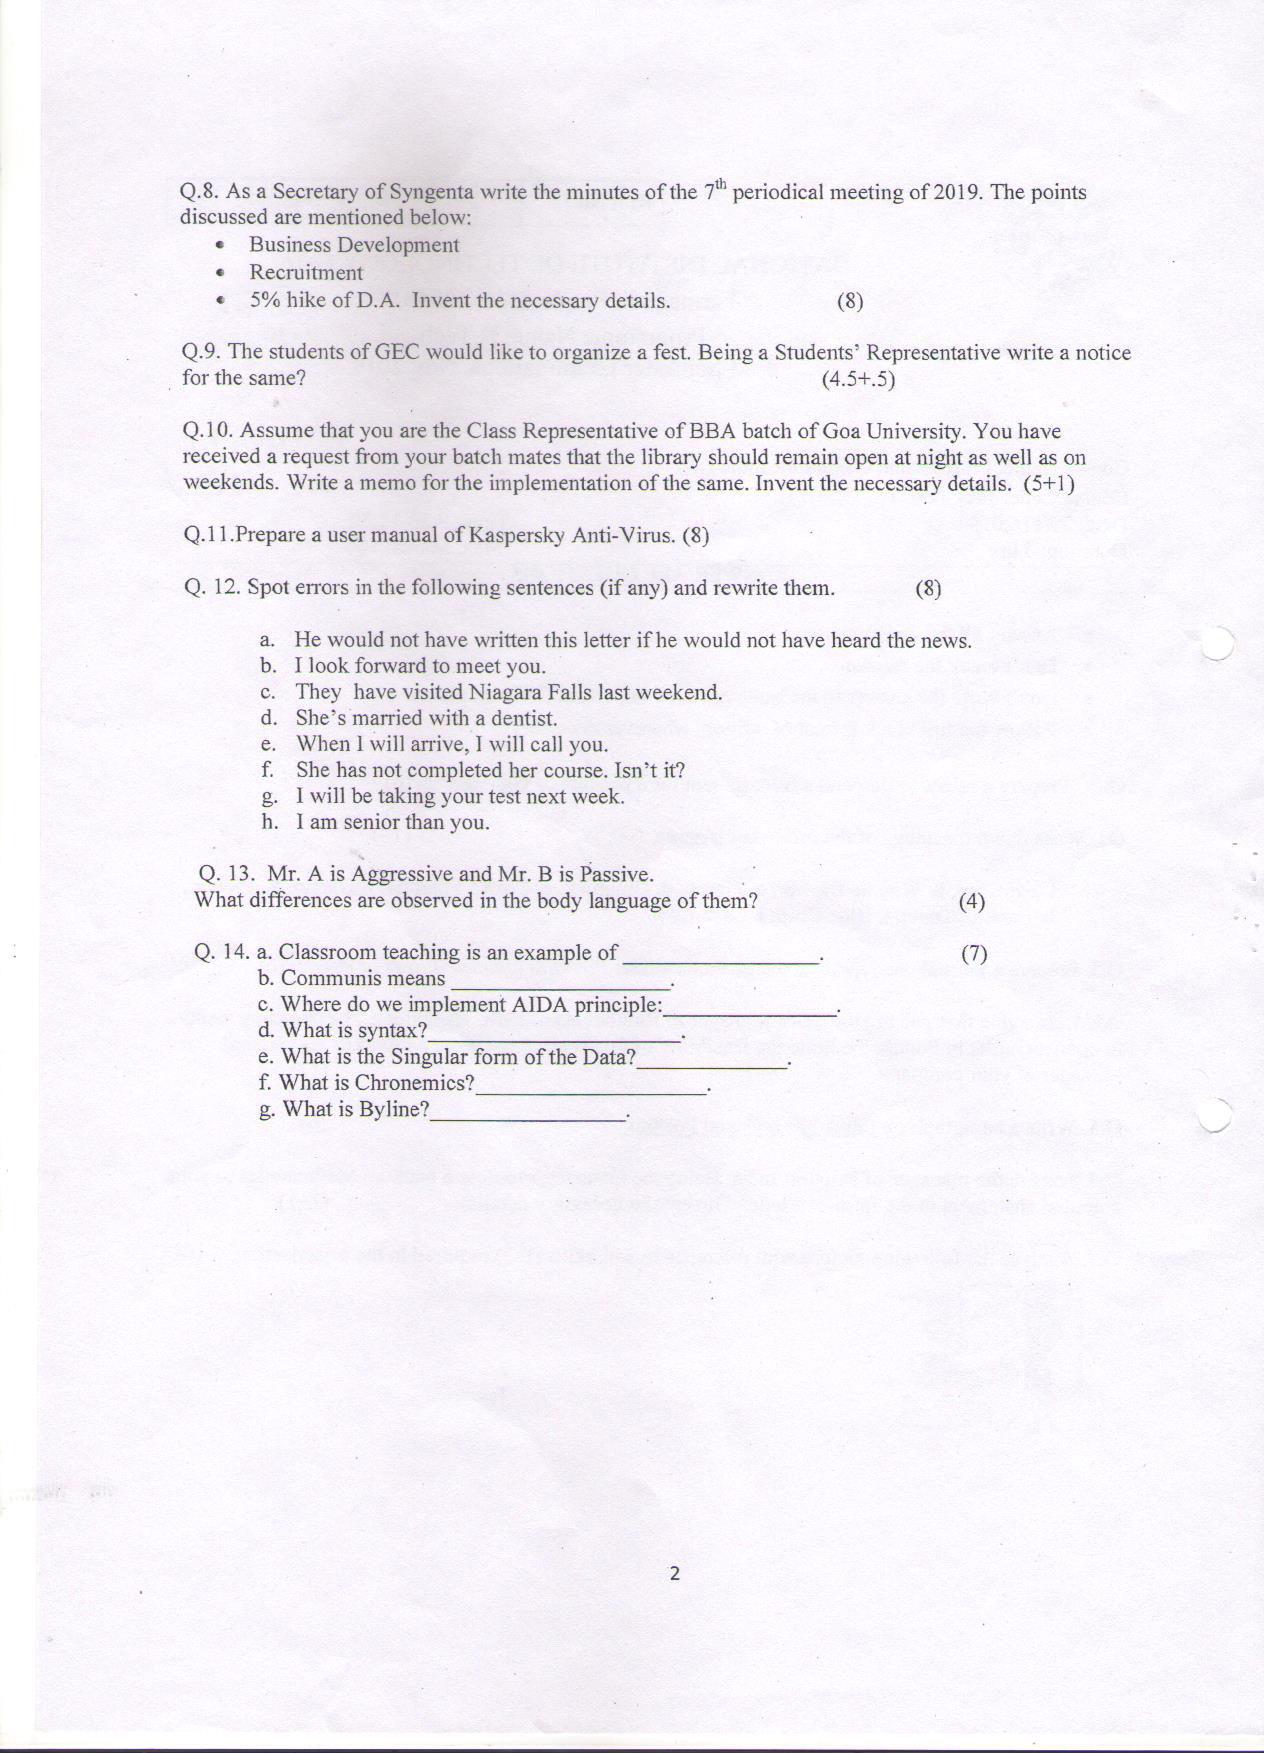 Q.8. As a Secretary of Syngenta write the minutes of the 7th periodical meeting of 2019. The points
discussed are mentioned below:
• Business Development
• Recruitment
• 5% hike of D.A. Invent the necessary details. (8)
Q.9. The students of GEC would like to organize a fest. Being a Students' Representative write a notice
for the same? (4.5+.5)
Q.10. Assume that you are the Class Representative of BBA batch of Goa University. You have
received a request from your batch mates that the library should remain open at night as well as on
weekends. Write a memo for the implementation of the same. Invent the necessary details. (5+1)
Q.11.Prepare a user manual of Kaspersky Anti-Virus. (8)
Q. 12. Spot errors in the following sentences (if any) and rewrite them. (8)
a. He would not have written this letter if he would not have heard the news.
b. I look forward to meet you.
c. They have visited Niagara Falls last weekend.
d. She's married with a dentist.
e. When I will arrive, I will call you.
f. She has not completed her course. Isn't it?
g. I will be taking your test next week.
h. I am senior than you.
Q. 13. Mr. A is Aggressive and Mr. B is Passive.
What differences are observed in the body language of them? (4)
Q. 14. a. Classroom teaching is an example of __________________. (7)
b. Communis means ____________________.
c. Where do we implement AIDA principle:________________.
d. What is syntax?_______________________.
e. What is the Singular form of the Data?______________.
f. What is Chronemics?_____________________.
g. What is Byline?__________________.
2